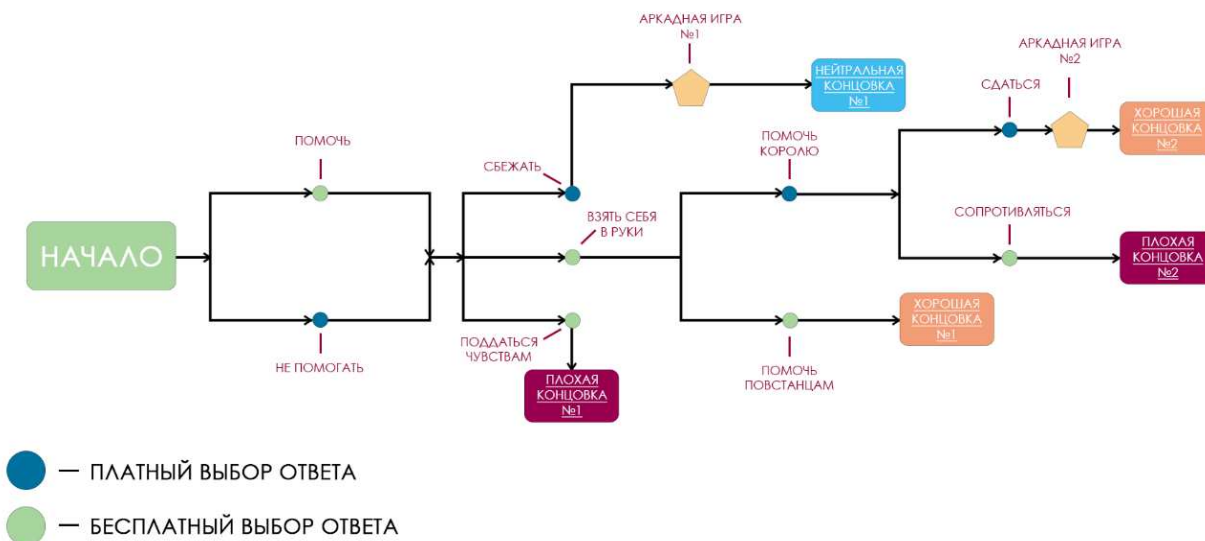 АРКАДНАЯ ИГРА
№1
АРКАДНАЯ ИГРА
№2
НЕЙТРАЛЬНАЯ
КОНЦОВКА
№1
СДАТЬСЯ
ХОРОШАЯ
КОНЦОВКА
№2
ПОМОЧЬ
ПОМОЧЬ
КОРОЛЮ
СБЕЖАТЬ
ВЗЯТЬ СЕБЯ
В РУКИ
СОПРОТИВЛЯТЬСЯ
НАЧАЛО
ПЛОХАЯ
КОНЦОВКА
№2
ХОРОШАЯ
КОНЦОВКА
№1
ПОДДАТЬСЯ
ЧУВСТВАМ
НЕ ПОМОГАТЬ
ПОМОЧЬ
ПОВСТАНЦАМ
ПЛОХАЯ
КОНЦОВКА
№1
— ПЛАТНЫЙ ВЫБОР ОТВЕТА
— БЕСПЛАТНЫЙ ВЫБОР ОТВЕТА